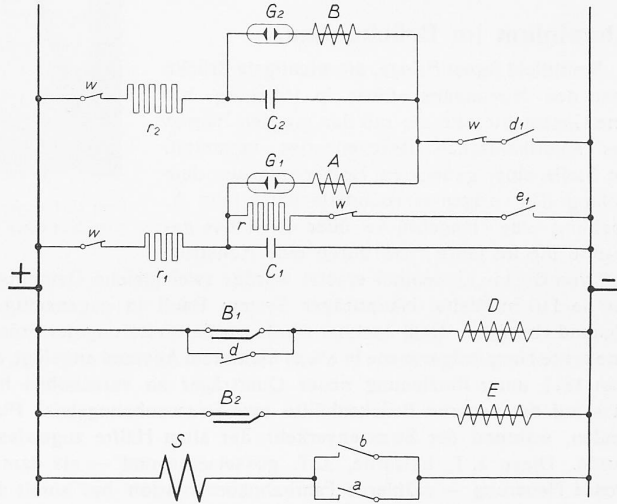 G2 B
w r2 C2
w d1
G1 A
r w e1
w r1 C1
+ −
B1 D
d
B2 E
S b
a